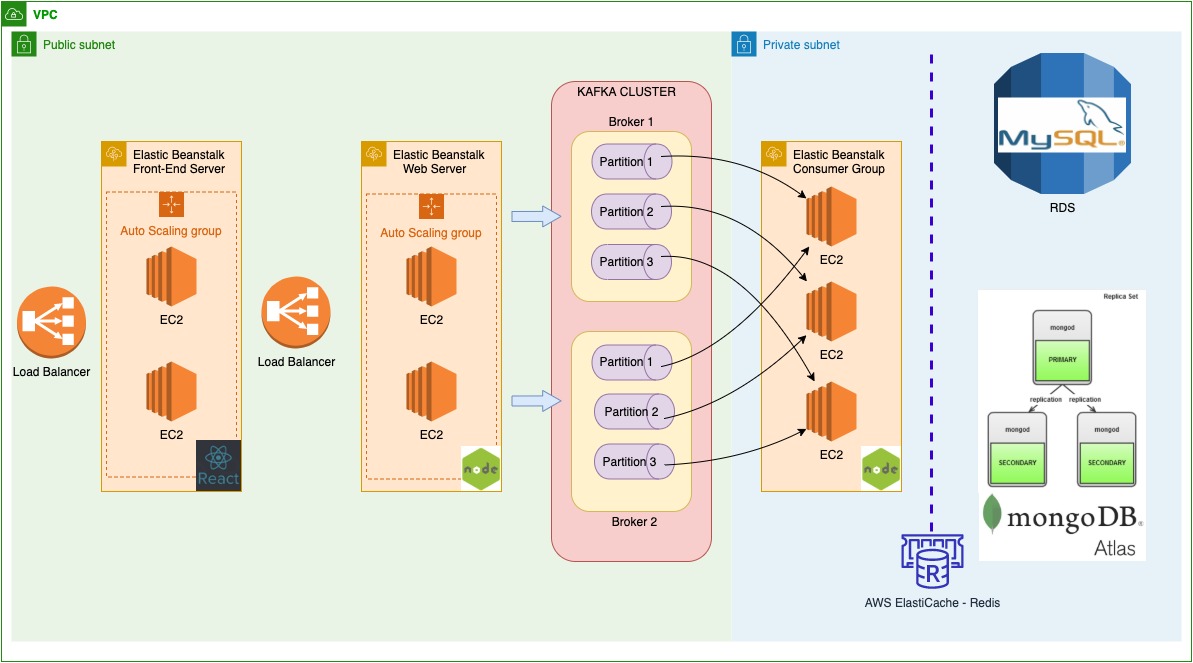 VPC
Public subnet
Private subnet
Load Balancer
Elastic Beanstalk
Front-End Server
Auto Scaling group
EC2
EC2
React
Load Balancer
Elastic Beanstalk
Web Server
Auto Scaling group
EC2
EC2
node
KAFKA CLUSTER
Broker 1
Partition 1
Partition 2
Partition 3
Partition 1
Partition 2
Partition 3
Broker 2
Elastic Beanstalk
Consumer Group
EC2
EC2
EC2
node
R
AWS ElastiCache - Redis
MySQL®
RDS
Replica Set
mongod
PRIMARY
replication replication
mongod mongod
SECONDARY SECONDARY
mongoDB®
Atlas